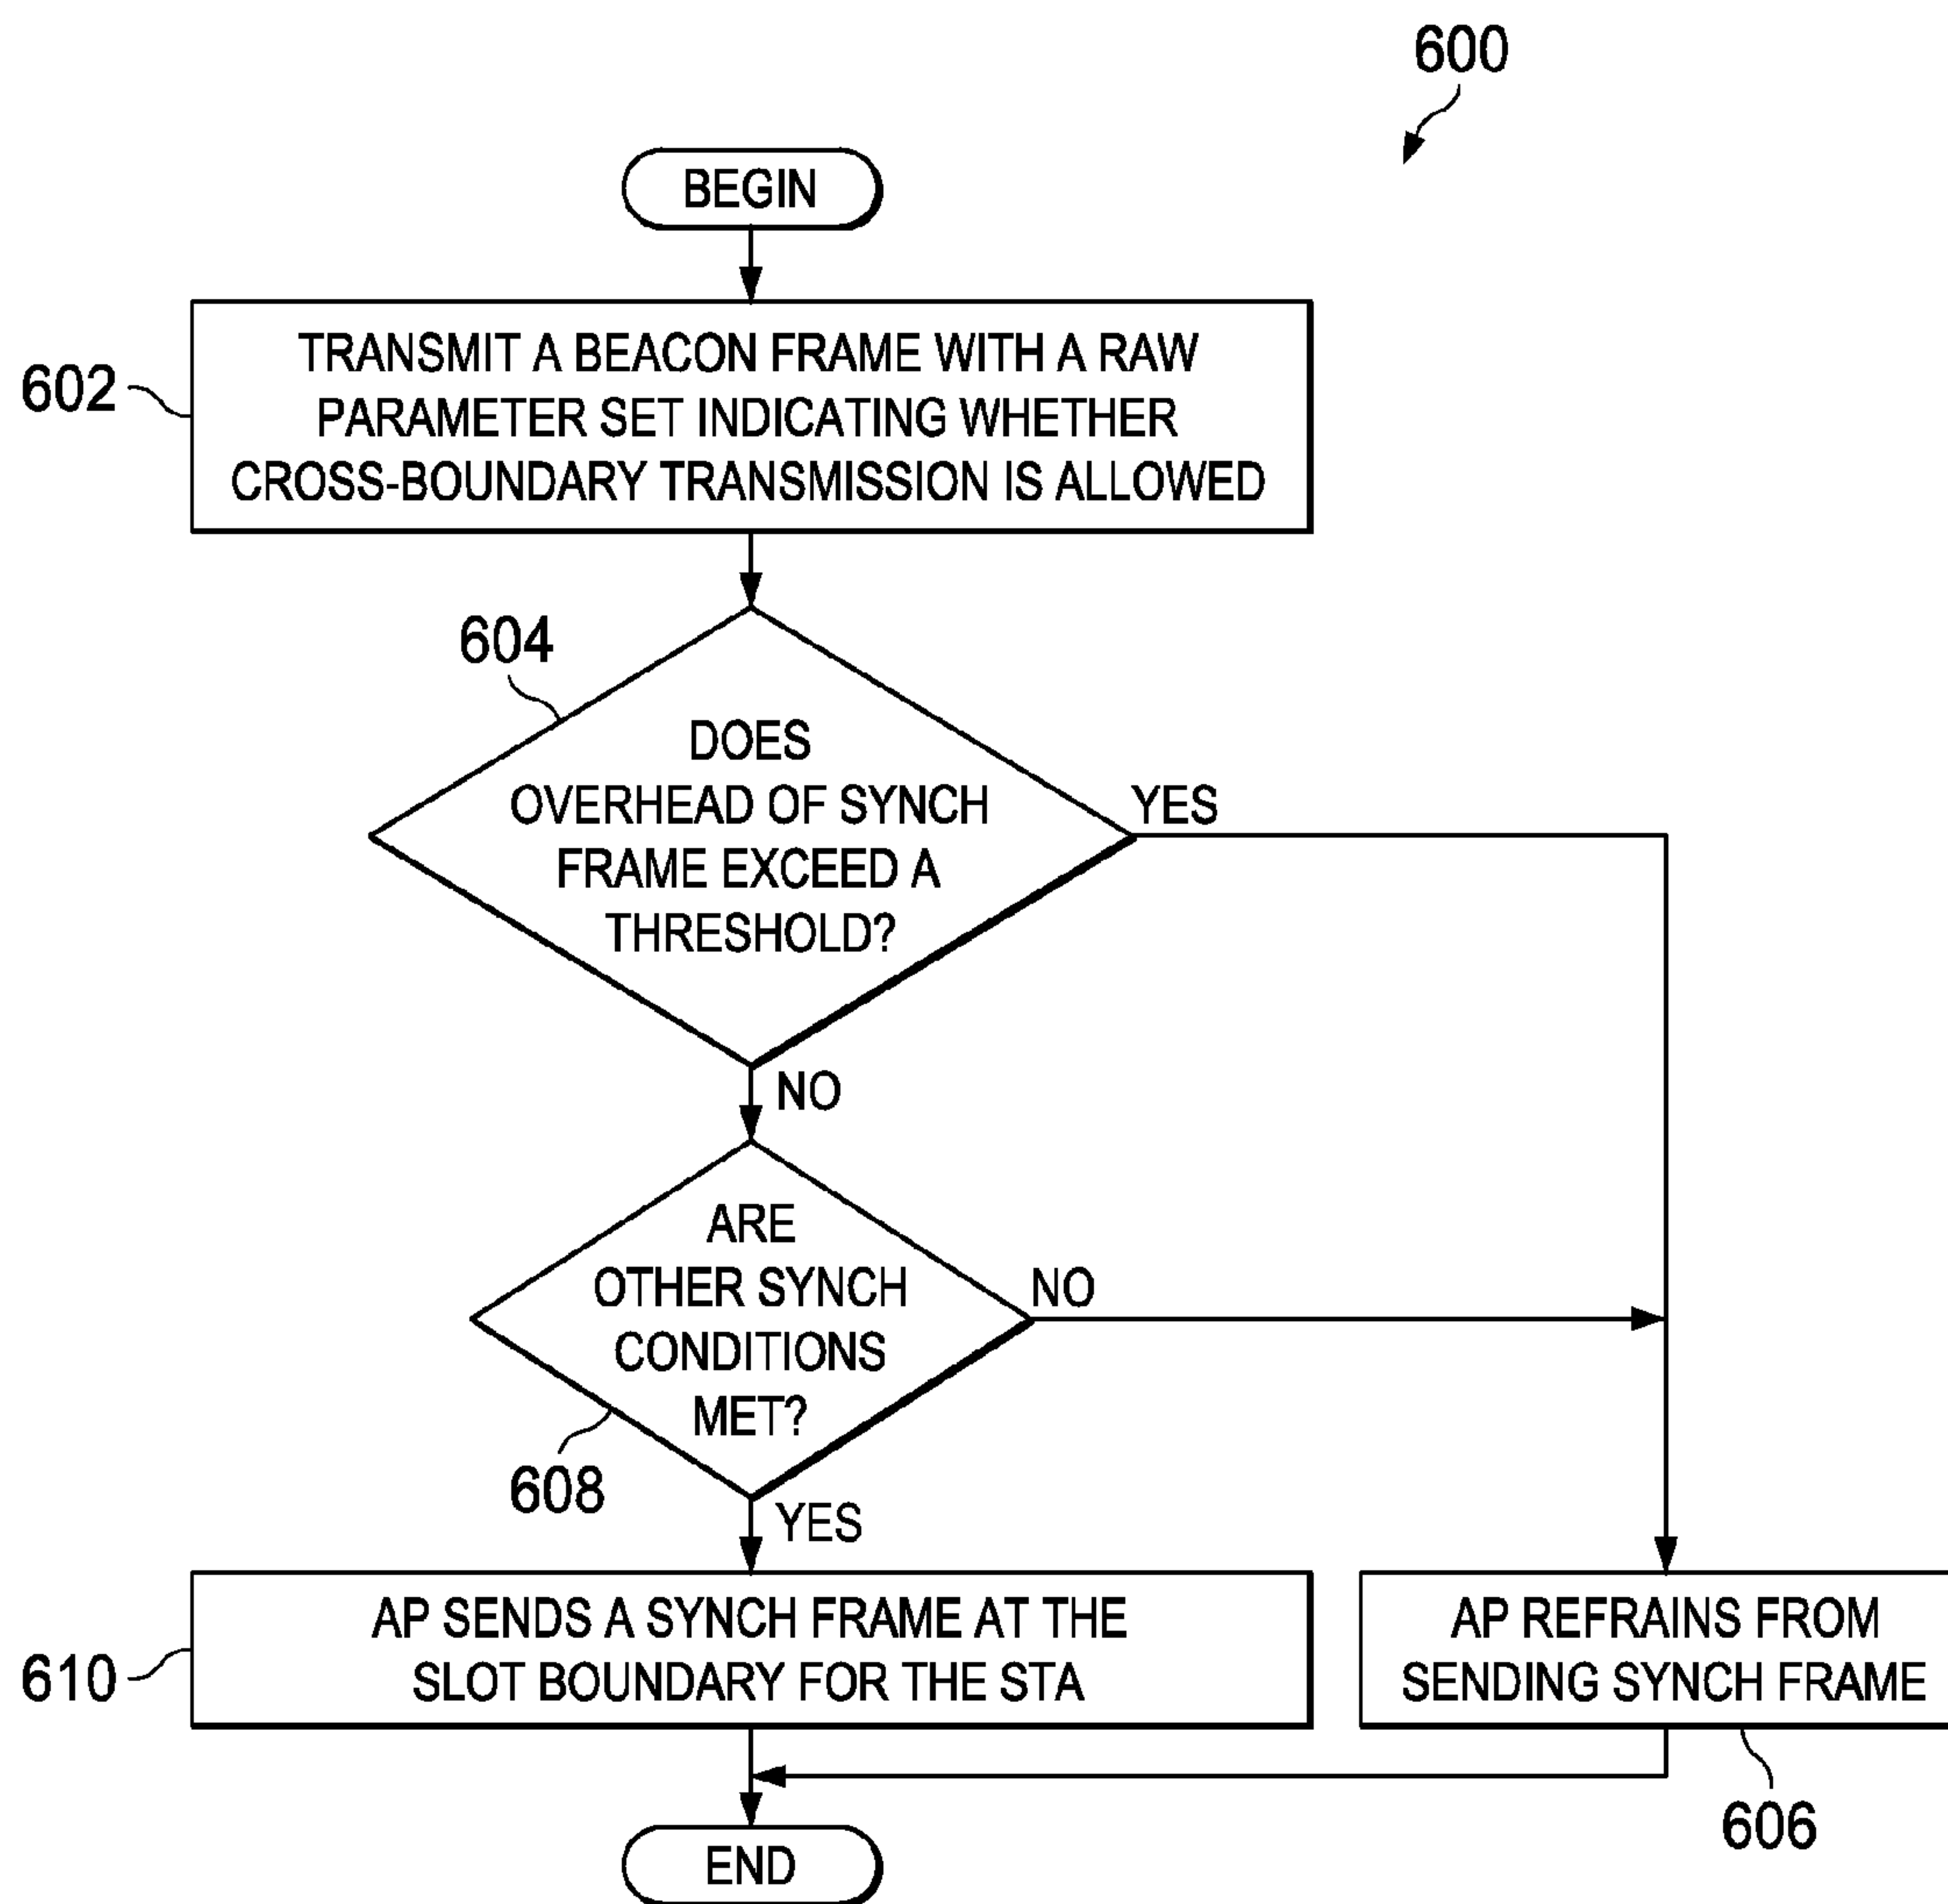 600
BEGIN
602
TRANSMIT A BEACON FRAME WITH A RAW
PARAMETER SET INDICATING WHETHER
CROSS-BOUNDARY TRANSMISSION IS ALLOWED
604
DOES
OVERHEAD OF SYNCH
FRAME EXCEED A
THRESHOLD?
YES
NO
ARE
OTHER SYNCH
CONDITIONS
MET?
NO
608
YES
610
AP SENDS A SYNCH FRAME AT THE
SLOT BOUNDARY FOR THE STA
AP REFRAINS FROM
SENDING SYNCH FRAME
606
END